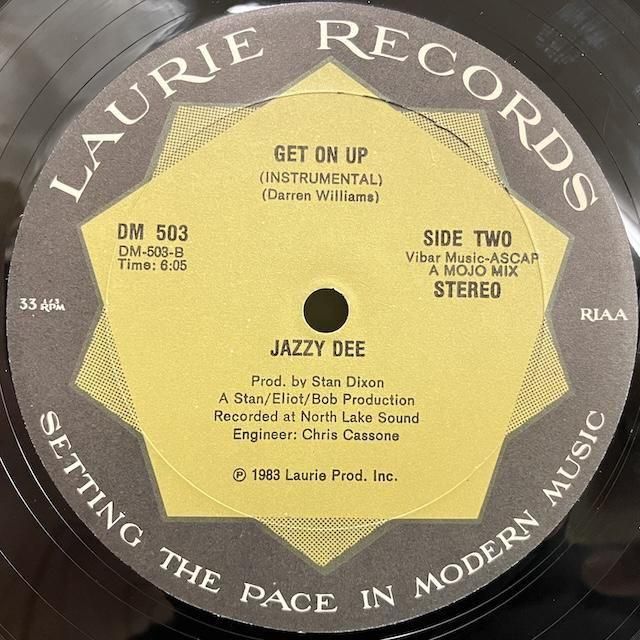 LAURIE RECORDS
GET ON UP
(INSTRUMENTAL)
(Darren Williams)
DM 503
DM-503-B
Time: 6:05
SIDE TWO
Vibar Music-ASCAP
A MOJO MIX
STEREO
33 1/3 RPM
RIAA
JAZZY DEE
Prod. by Stan Dixon
A Stan/Eliot/Bob Production
Recorded at North Lake Sound
Engineer: Chris Cassone
℗ 1983 Laurie Prod. Inc.
SETTING THE PACE IN MODERN MUSIC